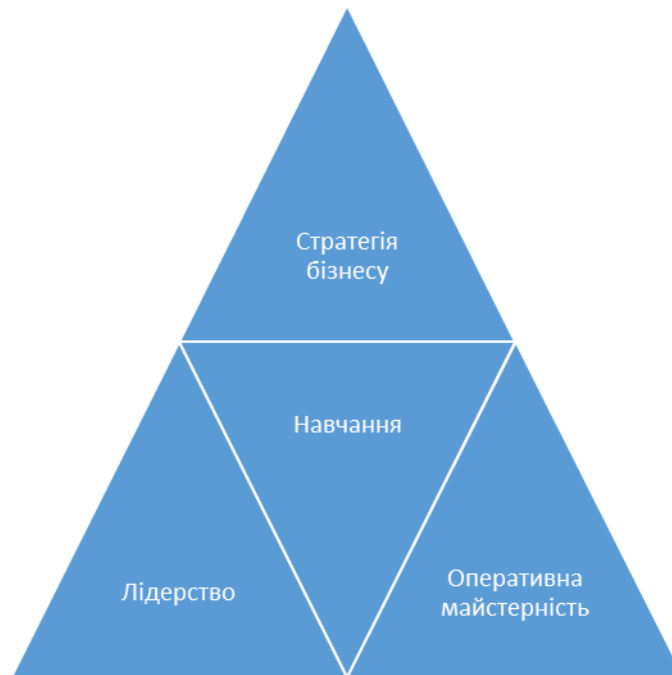 Стратегія
бізнесу
Навчання
Лідерство
Оперативна
майстерність